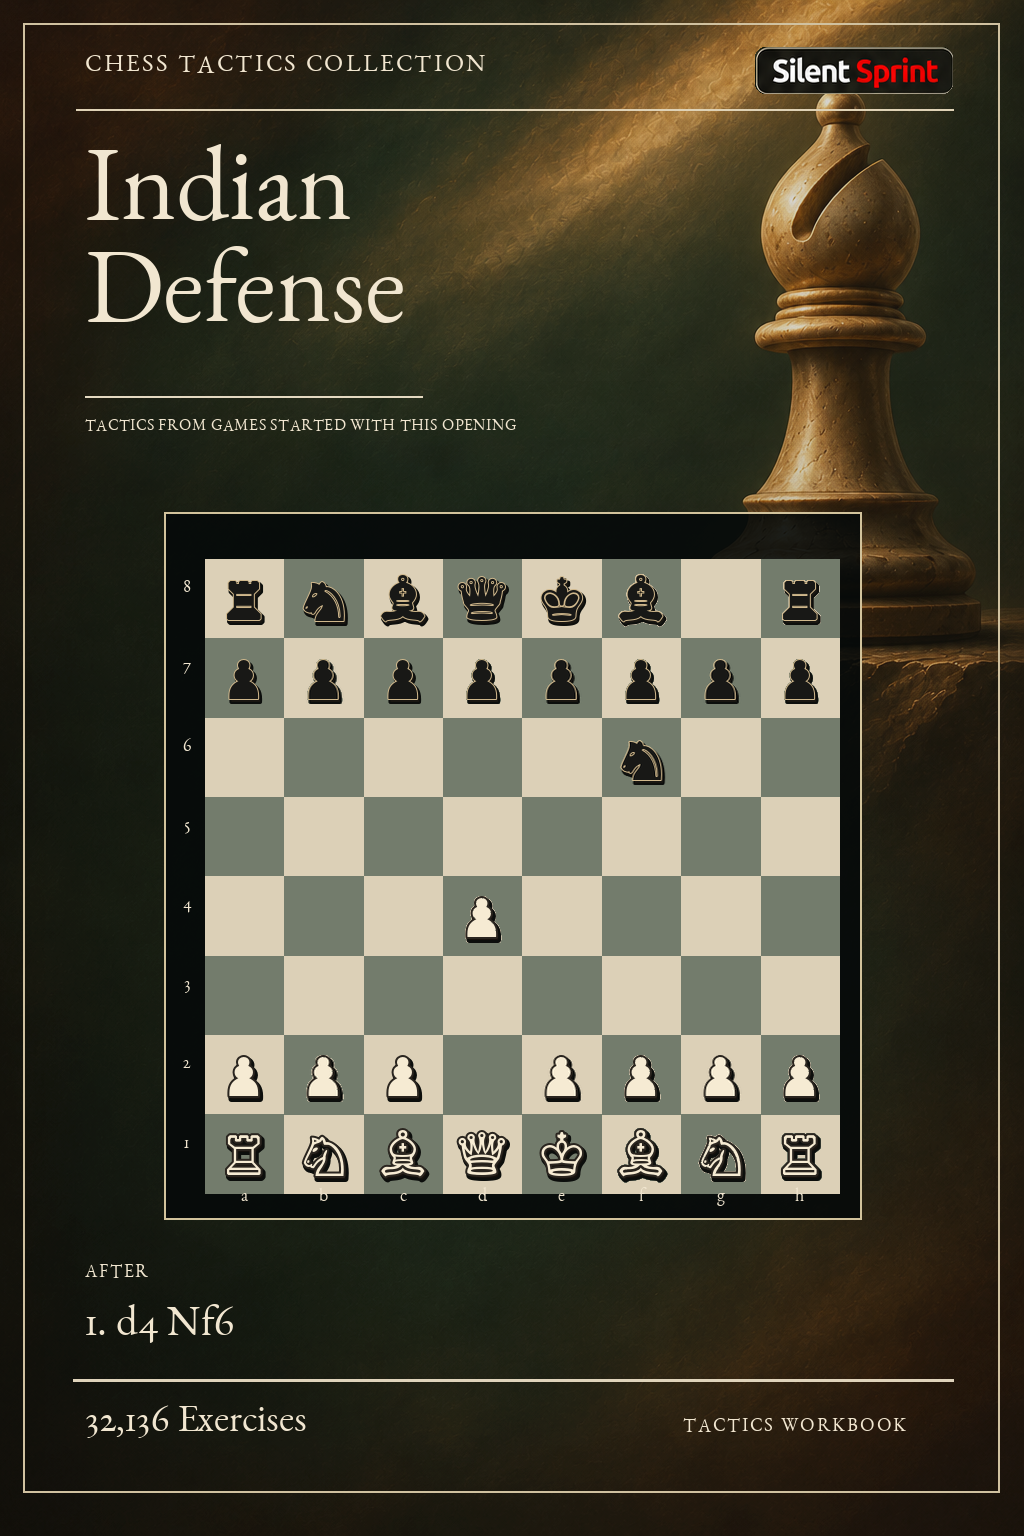 CHESS TACTICS COLLECTION
Silent Sprint
Indian
Defense
TACTICS FROM GAMES STARTED WITH THIS OPENING
8
7
6
5
4
3
2
1
a b c d e f g h
AFTER
1. d4 Nf6
32,136 Exercises
TACTICS WORKBOOK